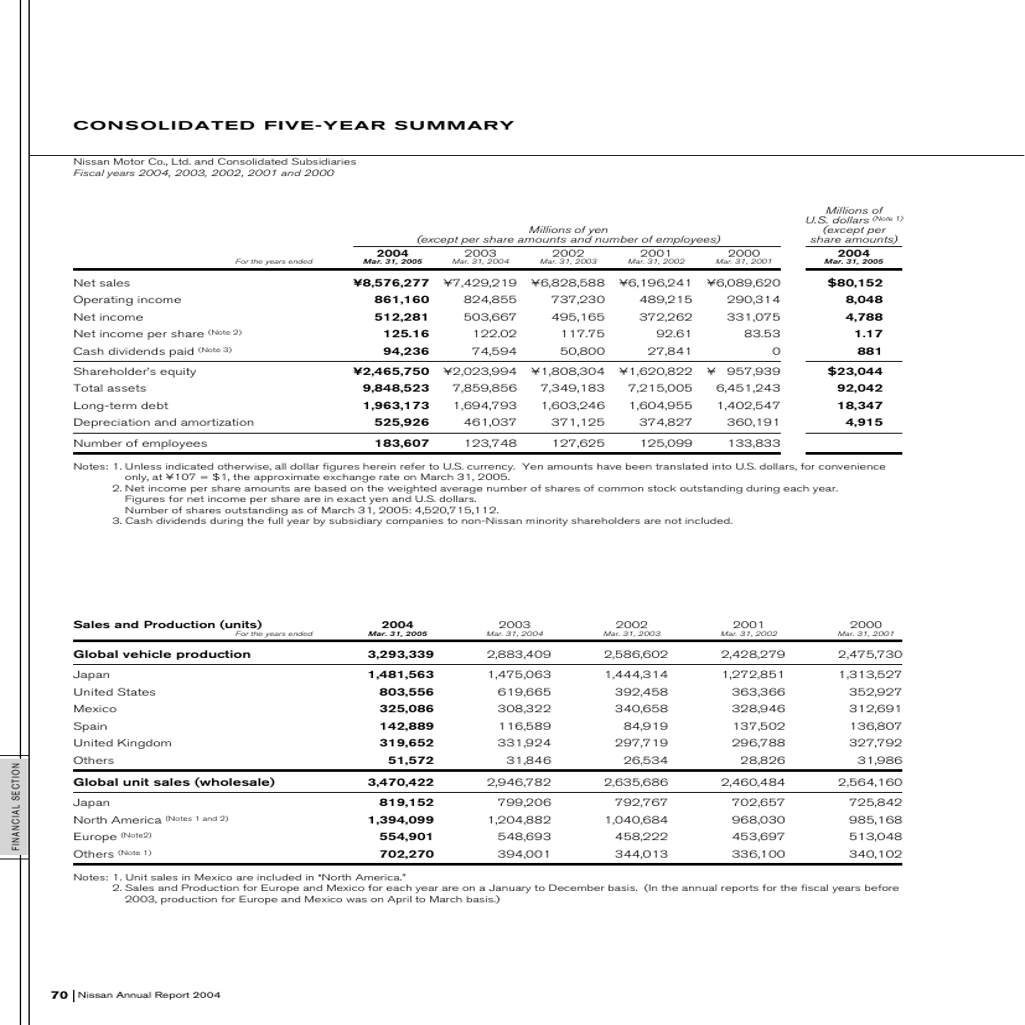 CONSOLIDATED FIVE-YEAR SUMMARY
Nissan Motor Co., Ltd. and Consolidated Subsidiaries
Fiscal years 2004, 2003, 2002, 2001 and 2000
Millions of
U.S. dollars (Note 1)
Millions of yen (except per
(except per share amounts and number of employees) share amounts)
2004 2003 2002 2001 2000 2004
For the years ended Mar. 31, 2005 Mar. 31, 2004 Mar. 31, 2003 Mar. 31, 2002 Mar. 31, 2001 Mar. 31, 2005
Net sales ¥8,576,277 ¥7,429,219 ¥6,828,588 ¥6,196,241 ¥6,089,620 $80,152
Operating income 861,160 824,855 737,230 489,215 290,314 8,048
Net income 512,281 503,667 495,165 372,262 331,075 4,788
Net income per share (Note 2) 125.16 122.02 117.75 92.61 83.53 1.17
Cash dividends paid (Note 3) 94,236 74,594 50,800 27,841 0 881
Shareholder's equity ¥2,465,750 ¥2,023,994 ¥1,808,304 ¥1,620,822 ¥ 957,939 $23,044
Total assets 9,848,523 7,859,856 7,349,183 7,215,005 6,451,243 92,042
Long-term debt 1,963,173 1,694,793 1,603,246 1,604,955 1,402,547 18,347
Depreciation and amortization 525,926 461,037 371,125 374,827 360,191 4,915
Number of employees 183,607 123,748 127,625 125,099 133,833
Notes: 1. Unless indicated otherwise, all dollar figures herein refer to U.S. currency. Yen amounts have been translated into U.S. dollars, for convenience
only, at ¥107 = $1, the approximate exchange rate on March 31, 2005.
2. Net income per share amounts are based on the weighted average number of shares of common stock outstanding during each year.
Figures for net income per share are in exact yen and U.S. dollars.
Number of shares outstanding as of March 31, 2005: 4,520,715,112.
3. Cash dividends during the full year by subsidiary companies to non-Nissan minority shareholders are not included.
Sales and Production (units) 2004 2003 2002 2001 2000
For the years ended Mar. 31, 2005 Mar. 31, 2004 Mar. 31, 2003 Mar. 31, 2002 Mar. 31, 2001
Global vehicle production 3,293,339 2,883,409 2,586,602 2,428,279 2,475,730
Japan 1,481,563 1,475,063 1,444,314 1,272,851 1,313,527
United States 803,556 619,665 392,458 363,366 352,927
Mexico 325,086 308,322 340,658 328,946 312,691
Spain 142,889 116,589 84,919 137,502 136,807
United Kingdom 319,652 331,924 297,719 296,788 327,792
Others 51,572 31,846 26,534 28,826 31,986
Global unit sales (wholesale) 3,470,422 2,946,782 2,635,686 2,460,484 2,564,160
Japan 819,152 799,206 792,767 702,657 725,842
North America (Notes 1 and 2) 1,394,099 1,204,882 1,040,684 968,030 985,168
Europe (Note2) 554,901 548,693 458,222 453,697 513,048
Others (Note 1) 702,270 394,001 344,013 336,100 340,102
Notes: 1. Unit sales in Mexico are included in "North America."
2. Sales and Production for Europe and Mexico for each year are on a January to December basis. (In the annual reports for the fiscal years before
2003, production for Europe and Mexico was on April to March basis.)
FINANCIAL SECTION
70 Nissan Annual Report 2004